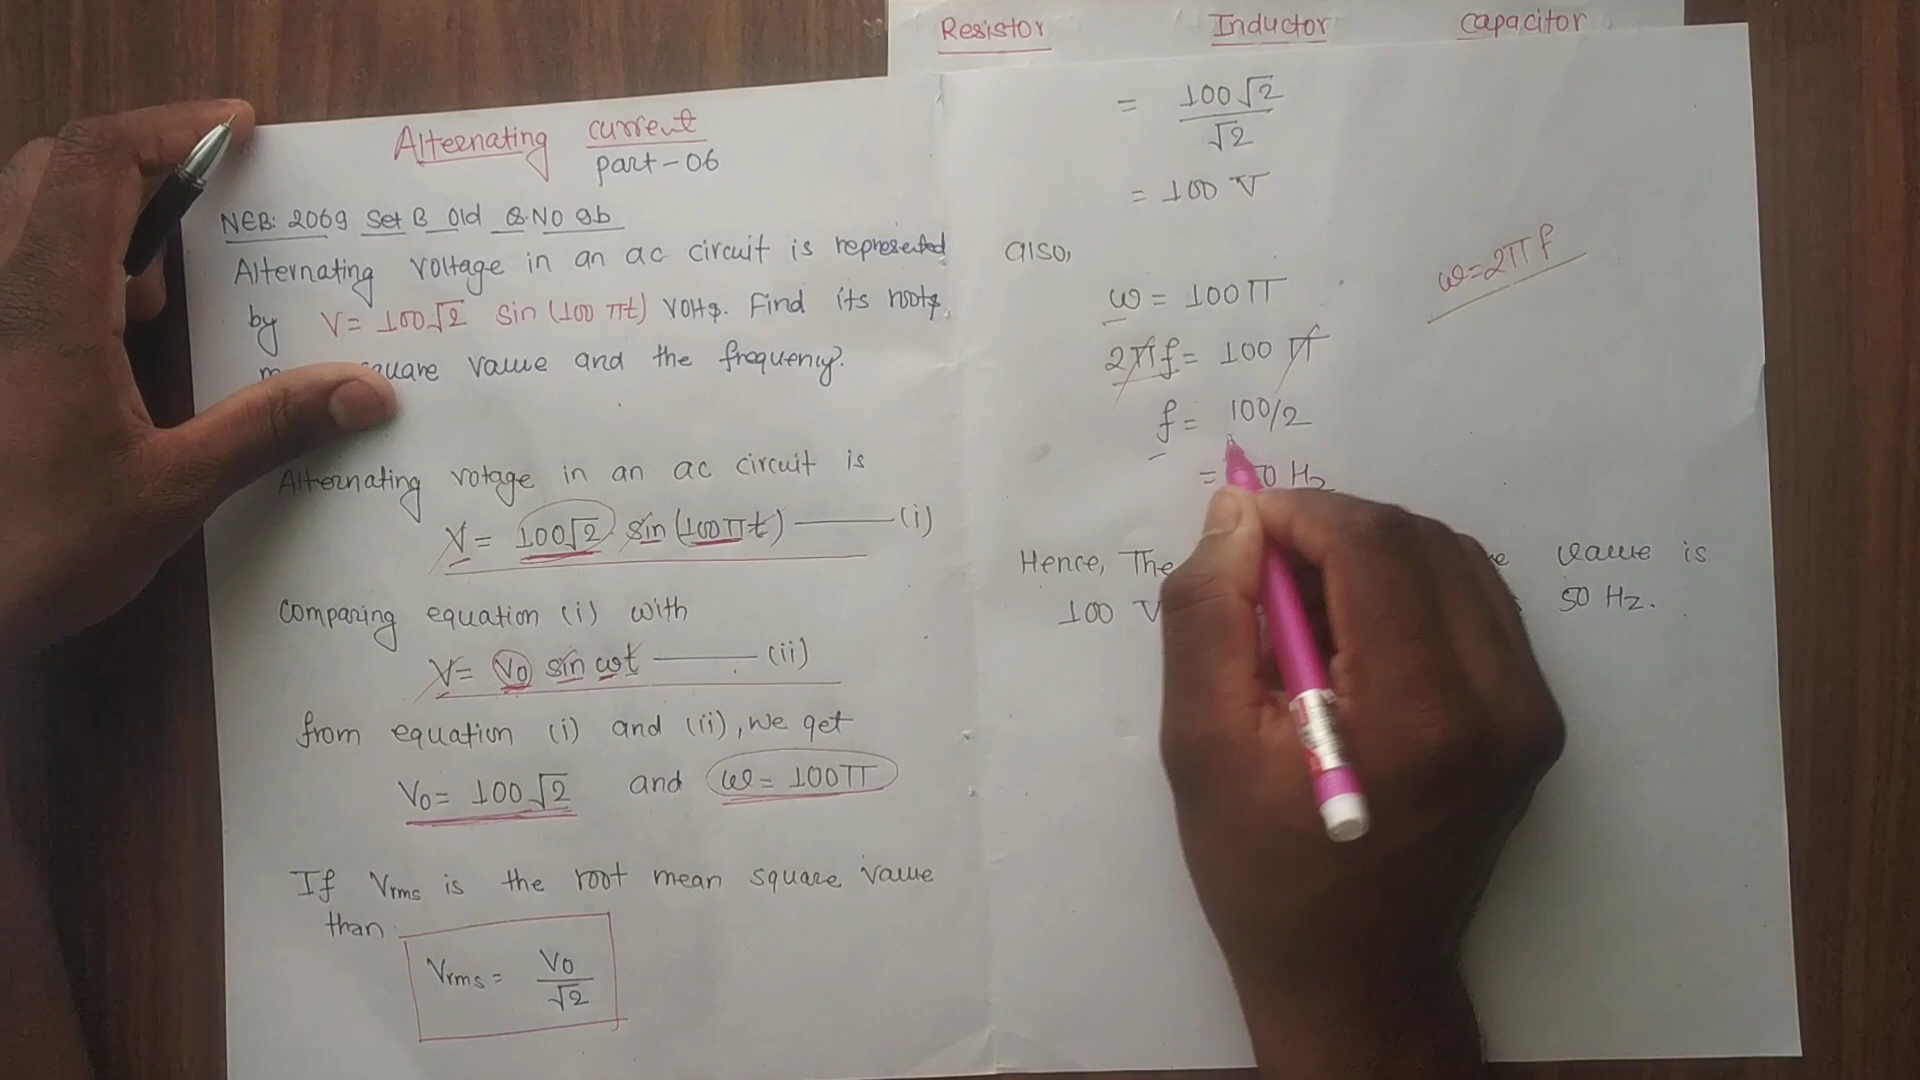 Resistor Inductor Capacitor
Alternating current
part-06
NEB: 2069 Set B Old Q.NO 9b
Alternating voltage in an ac circuit is represented
by V = 100√2 sin (100 πt) volts. Find its root
square value and the frequency?
Alternating votage in an ac circuit is
V = 100√2 sin (100πt) ——— (i)
Comparing equation (i) with
V = V0 sin ωt ——— (ii)
from equation (i) and (ii), we get
V0 = 100√2 and ω = 100π
If Vrms is the root mean square value
than
Vrms = V0/√2
= 100√2/√2
= 100 V
also,
ω = 100π
ω = 2πf
2πf = 100 π
f = 100/2
= 50 Hz
Hence, The value is
100 V 50 Hz.